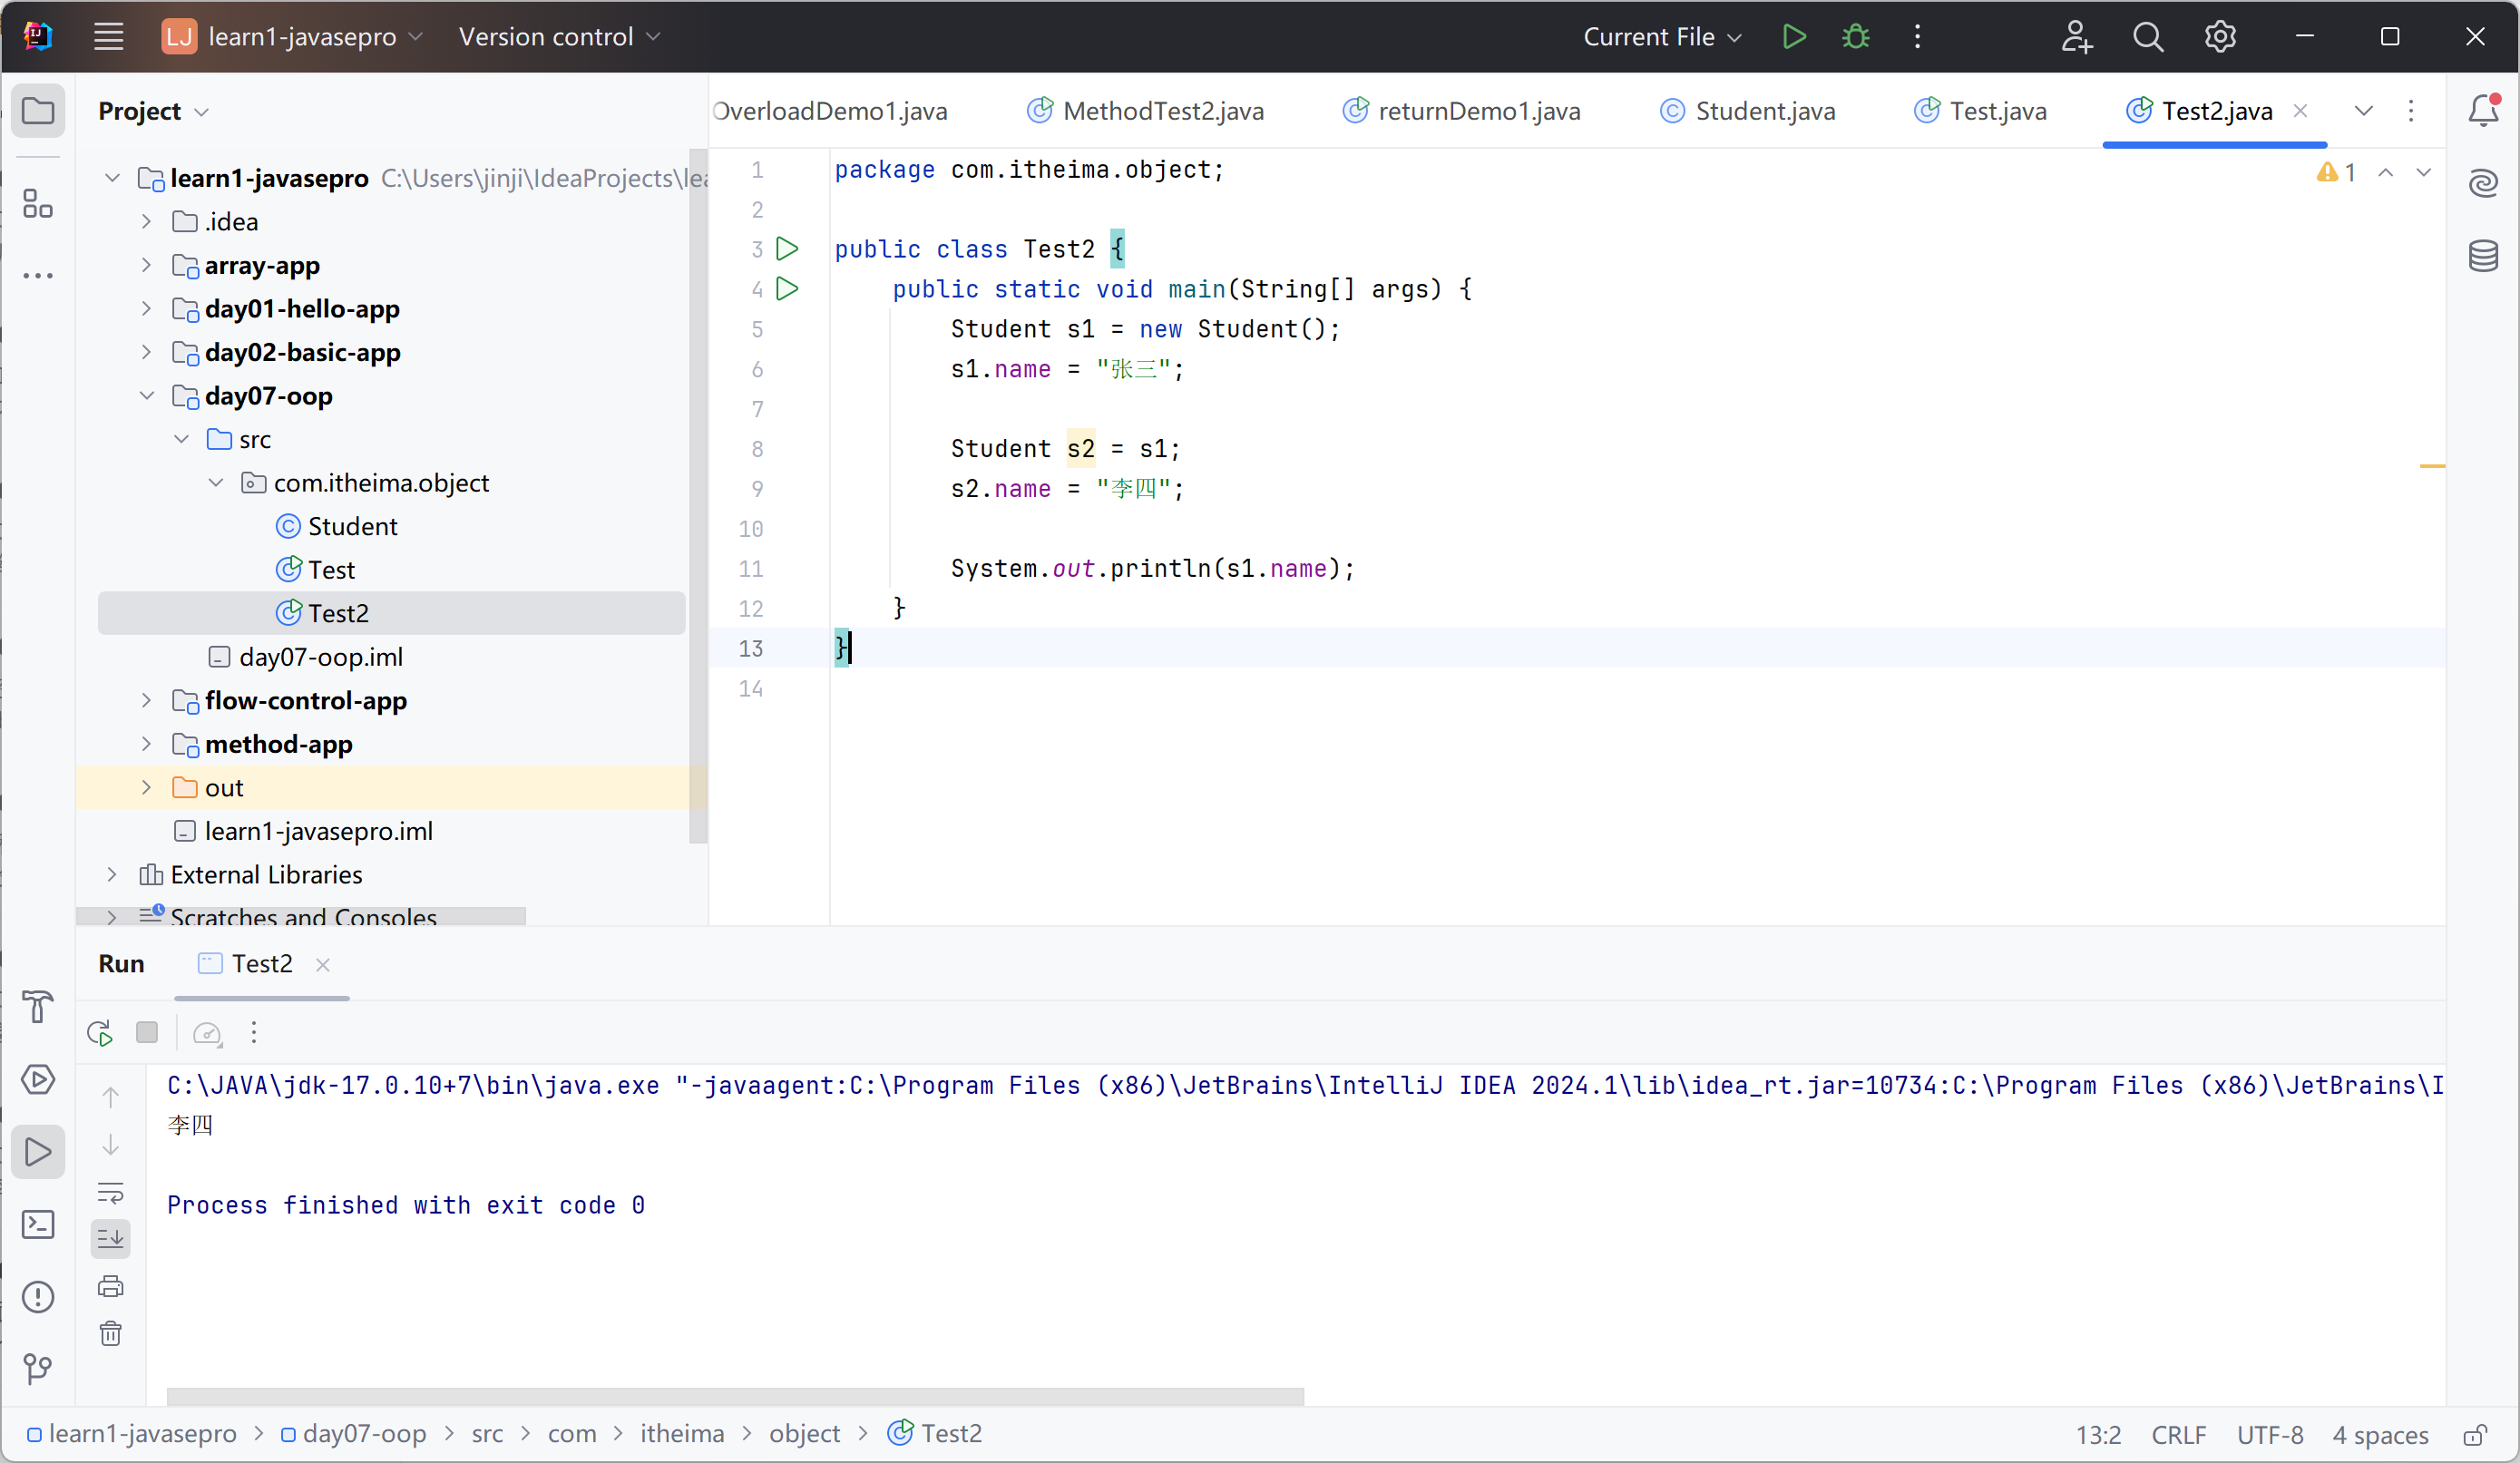 LJ learn1-javasepro Version control Current File
Project
OverloadDemo1.java MethodTest2.java returnDemo1.java Student.java Test.java Test2.java
learn1-javasepro C:\Users\jinji\IdeaProjects\lea
.idea
array-app
day01-hello-app
day02-basic-app
day07-oop
src
com.itheima.object
Student
Test
Test2
day07-oop.iml
flow-control-app
method-app
out
learn1-javasepro.iml
External Libraries
Scratches and Consoles
1 package com.itheima.object;
2
3 public class Test2 {
4 public static void main(String[] args) {
5 Student s1 = new Student();
6 s1.name = "张三";
7
8 Student s2 = s1;
9 s2.name = "李四";
10
11 System.out.println(s1.name);
12 }
13 }
14
1
Run Test2
C:\JAVA\jdk-17.0.10+7\bin\java.exe "-javaagent:C:\Program Files (x86)\JetBrains\IntelliJ IDEA 2024.1\lib\idea_rt.jar=10734:C:\Program Files (x86)\JetBrains\I
李四
Process finished with exit code 0
learn1-javasepro > day07-oop > src > com > itheima > object > Test2 13:2 CRLF UTF-8 4 spaces